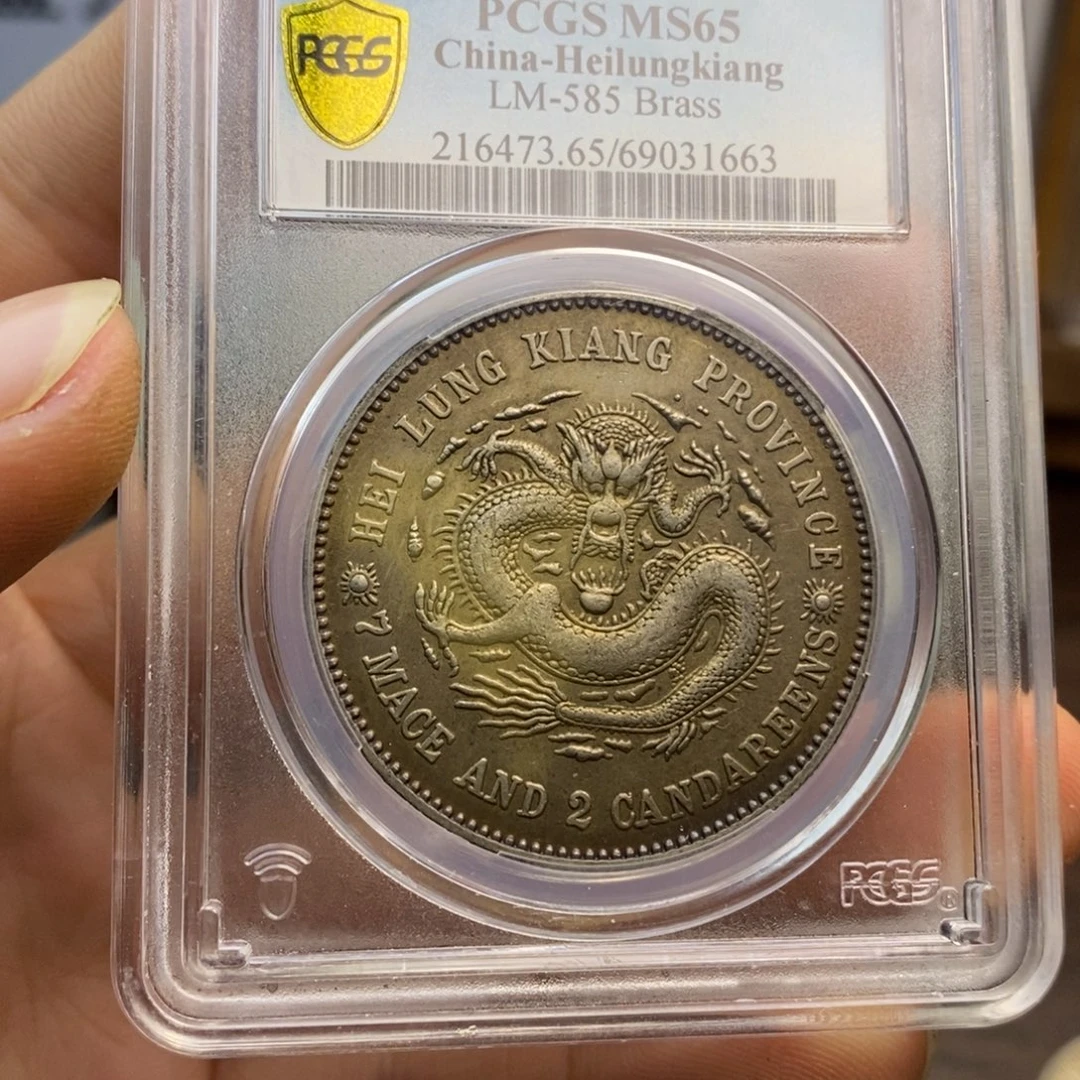 PCGS
PCGS MS65
China-Heilungkiang
LM-585 Brass
216473.65/69031663
HEI LUNG KIANG PROVINCE
7 MACE AND 2 CANDAREENS
PCGS®